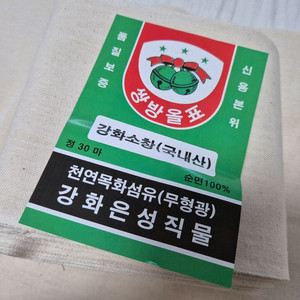 품질보증
신용본위
쌍방울표
강화소창(국내산)
정 30 마
순면100%
천연목화섬유(무형광)
강화은성직물